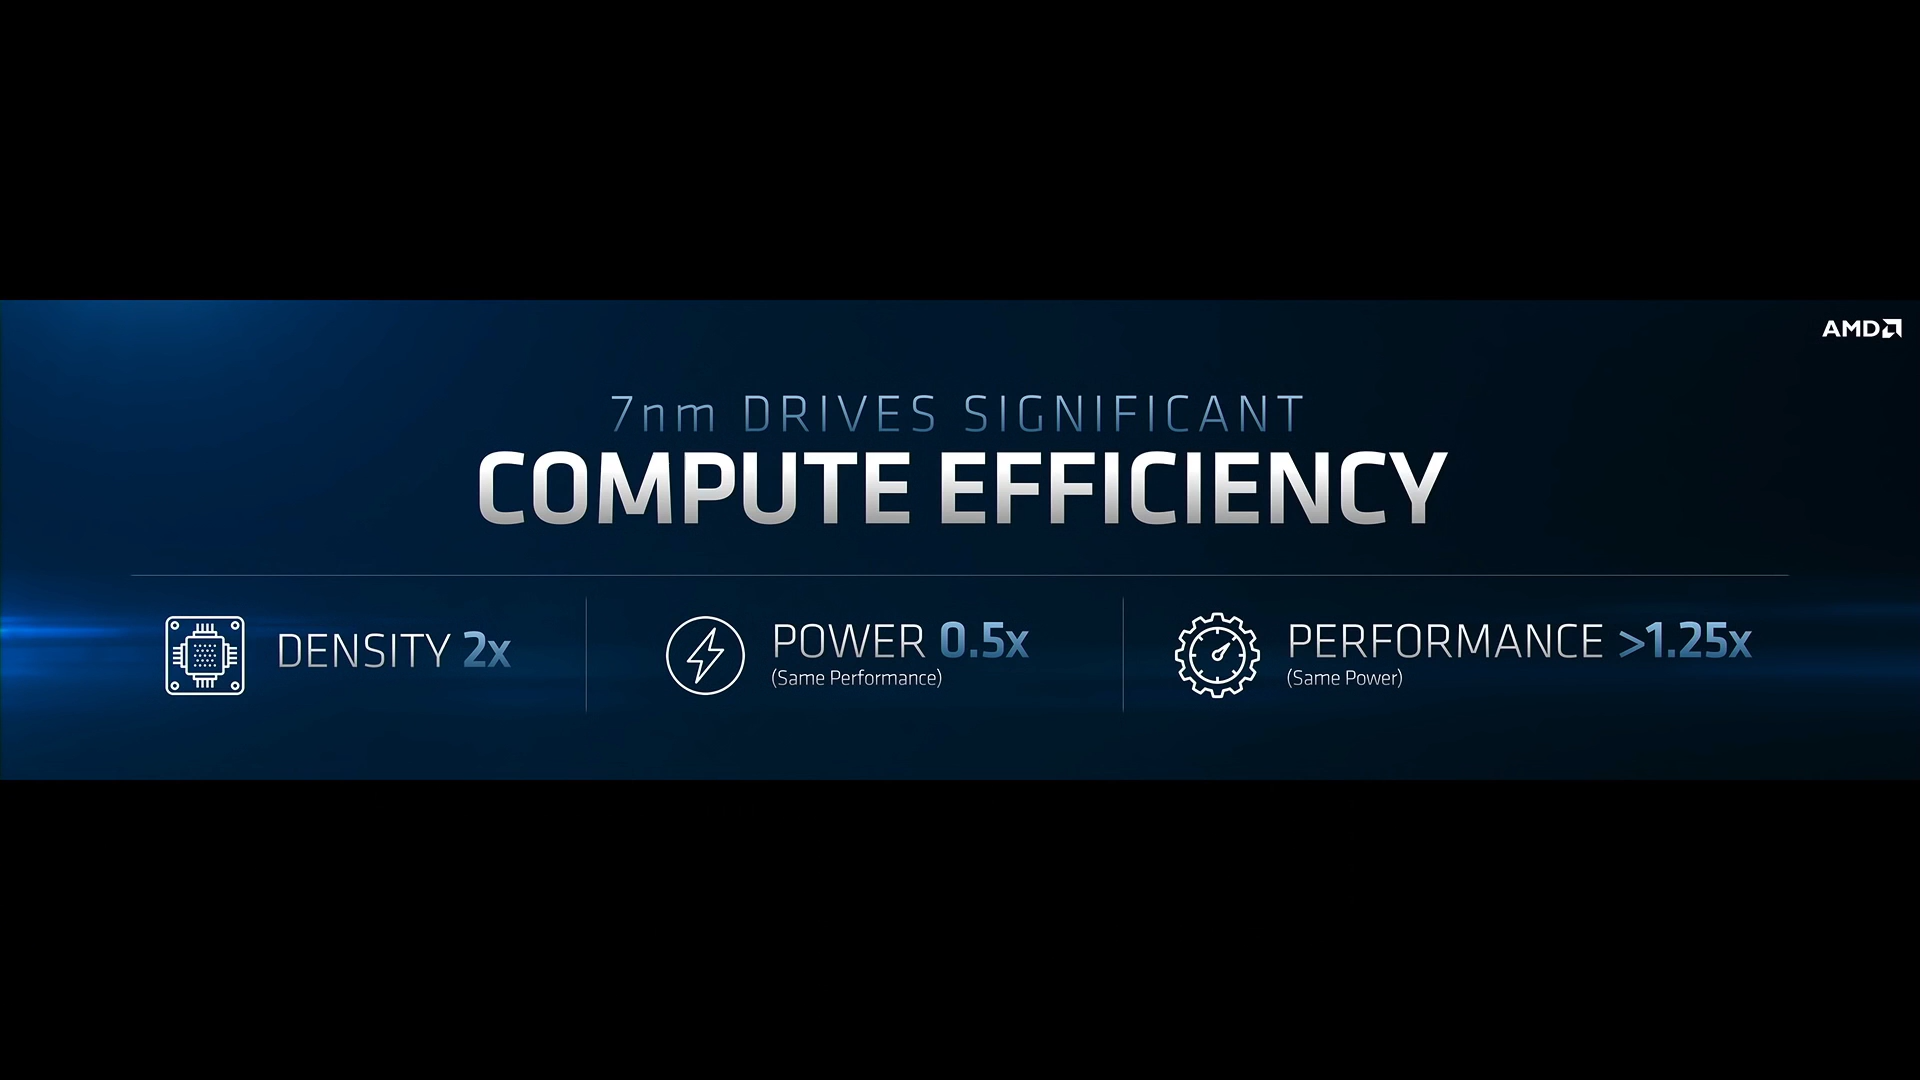 AMD
7nm DRIVES SIGNIFICANT
COMPUTE EFFICIENCY
DENSITY 2x
POWER 0.5x
(Same Performance)
PERFORMANCE >1.25x
(Same Power)